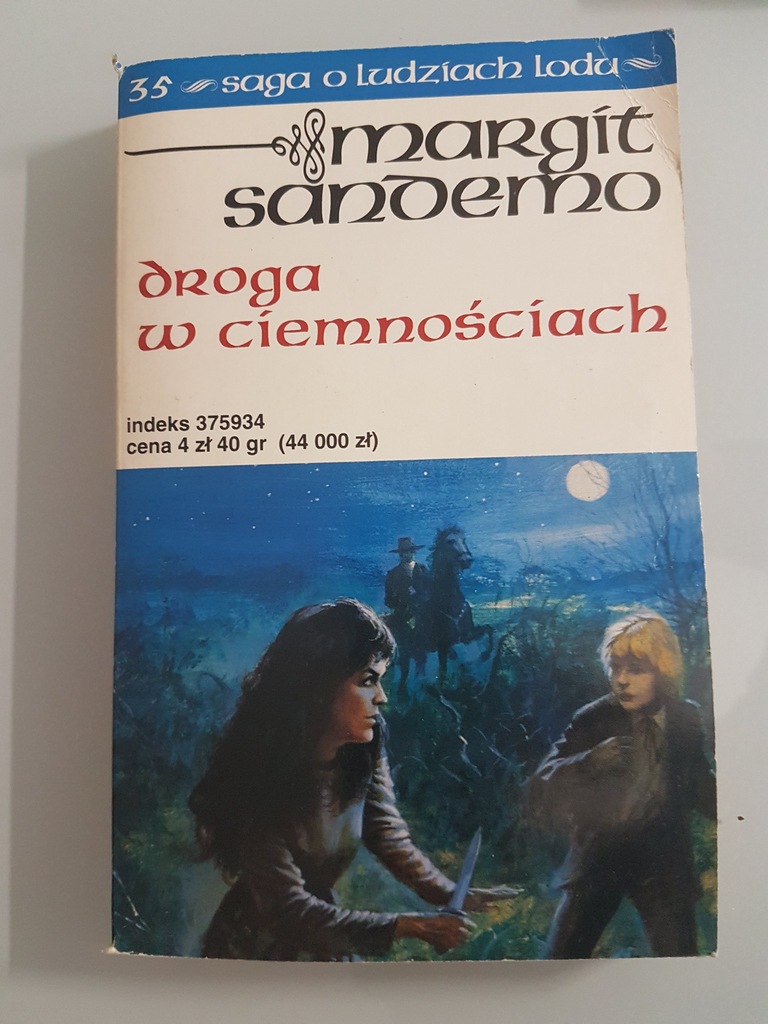 35 saga o ludziach lodu
margit
sandemo
droga
w ciemnościach
indeks 375934
cena 4 zł 40 gr (44 000 zł)